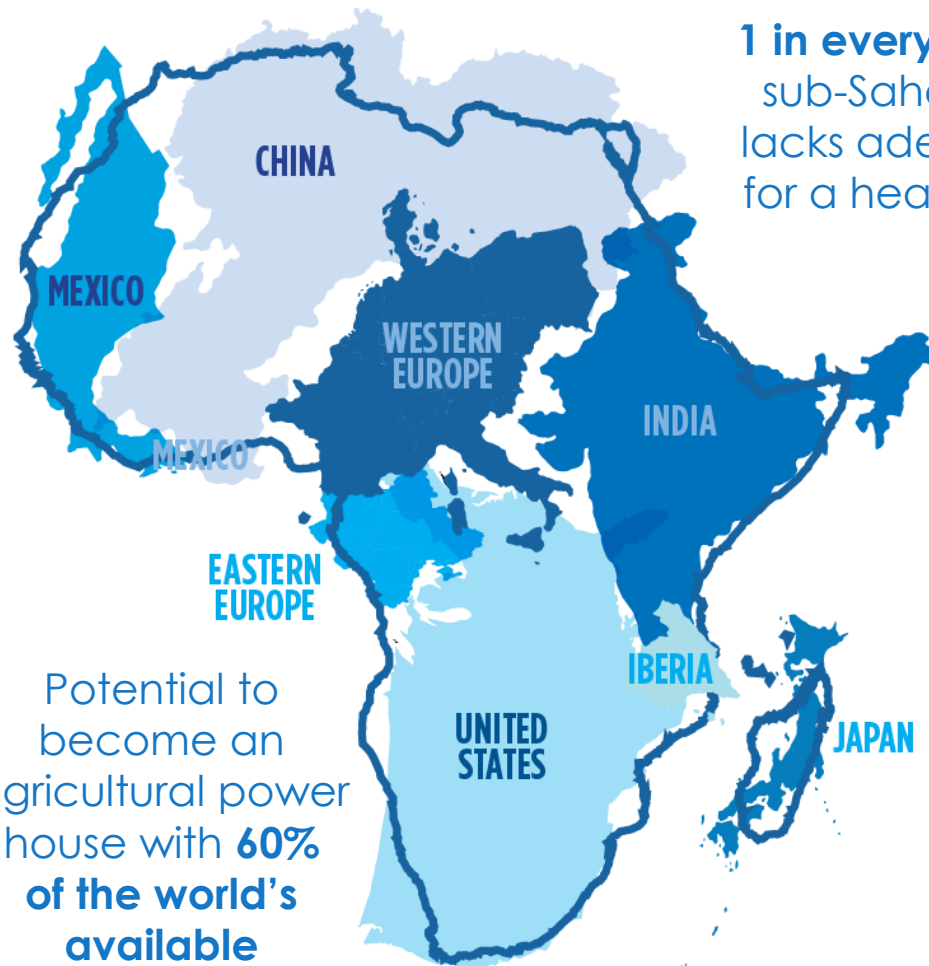 1 in every
sub-Saha
lacks ade
for a hea
CHINA
MEXICO
WESTERN
EUROPE
INDIA
MEXICO
EASTERN
EUROPE
IBERIA
UNITED
STATES
JAPAN
Potential to
become an
gricultural power
house with 60%
of the world's
available